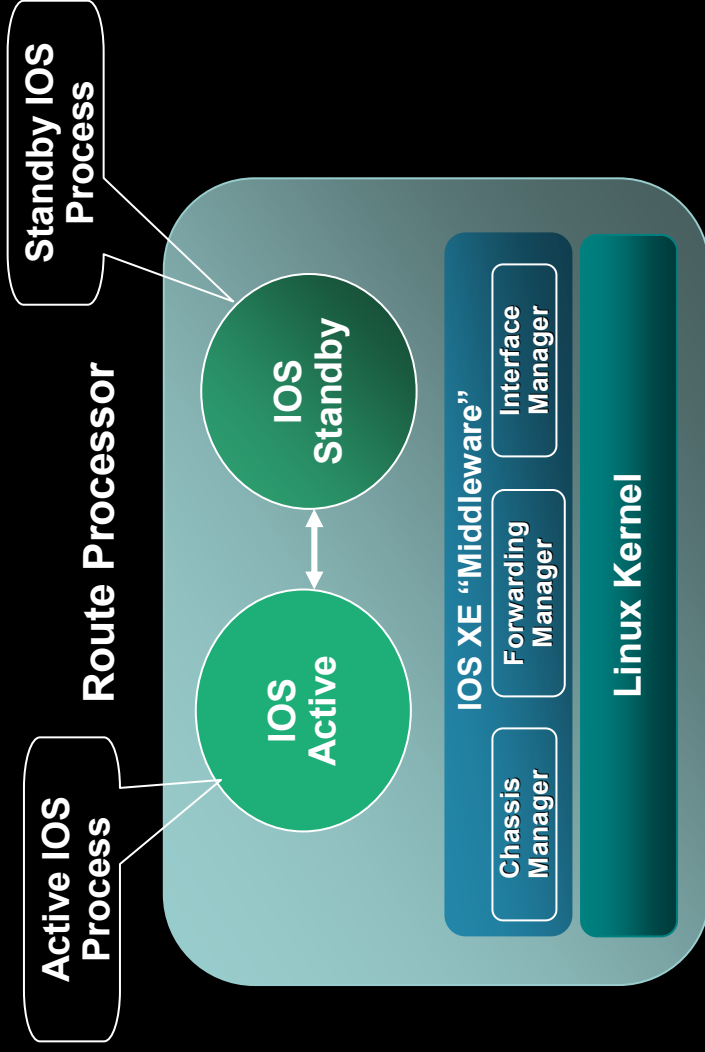 Active IOS
Process
Route Processor
Standby IOS
Process
IOS
Active
IOS
Standby
IOS XE “Middleware”
Chassis
Manager
Forwarding
Manager
Interface
Manager
Linux Kernel